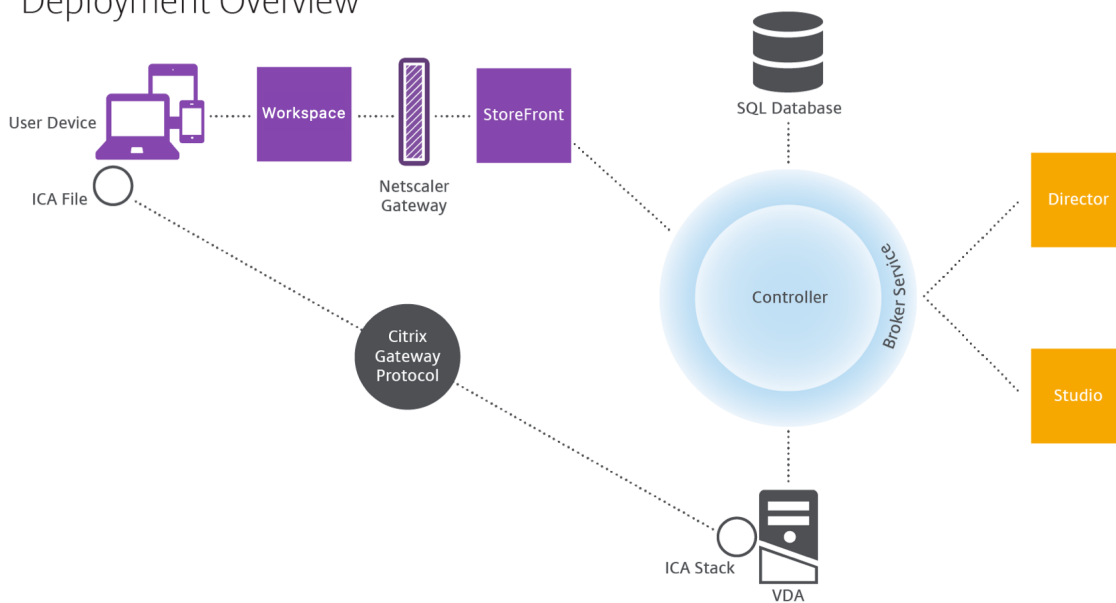 Deployment Overview
SQL Database
User Device
Workspace
StoreFront
Netscaler
Gateway
ICA File
Director
Controller
Broker Service
Citrix
Gateway
Protocol
Studio
ICA Stack
VDA